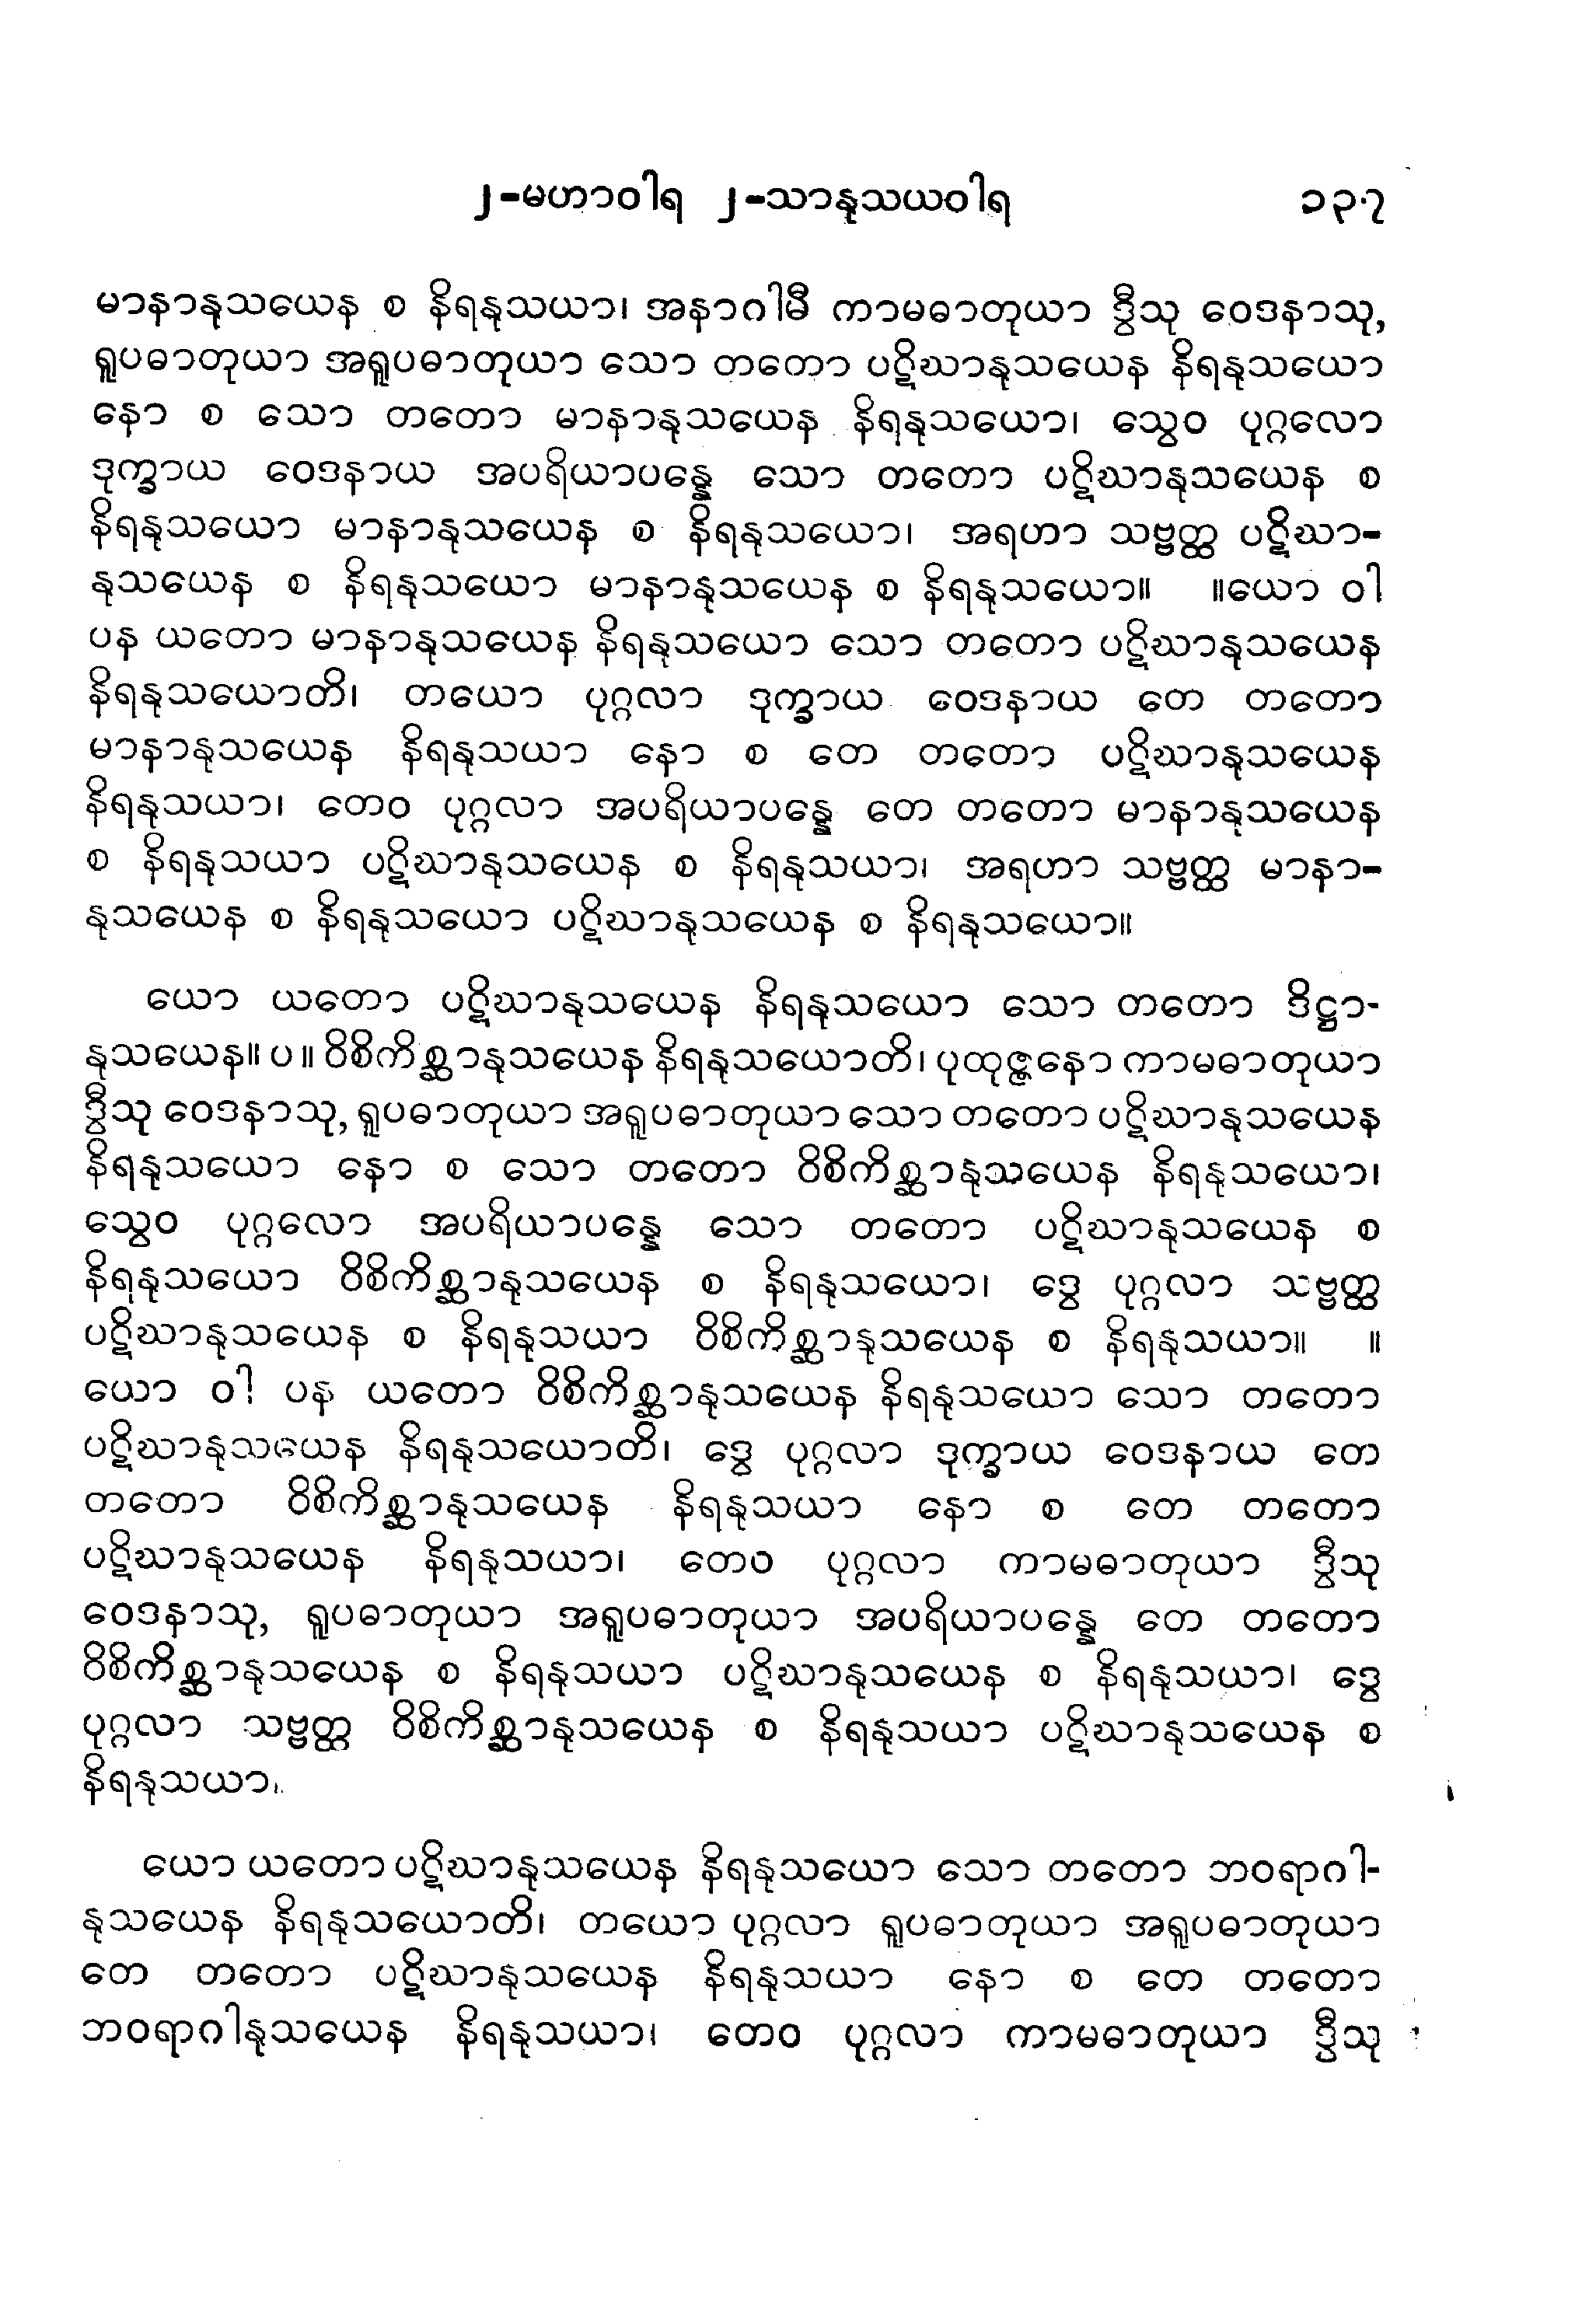 ၂-မဟာဝါရ ၂-သာနုသယဝါရ ၁၃၇
မာနာနုသယေန စ နိရနုသယာ၊ အနာဂါမီ ကာမဓာတုယာ ဒွီသု ဝေဒနာသု,
ရူပဓာတုယာ အရူပဓာတုယာ သော တတော ပဋိဃာနုသယေန နိရနုသယော
နော စ သော တတော မာနာနုသယေန နိရနုသယော၊ သွေဝ ပုဂ္ဂလော
ဒုက္ခာယ ဝေဒနာယ အပရိယာပန္နေ သော တတော ပဋိဃာနုသယေန စ
နိရနုသယော မာနာနုသယေန စ နိရနုသယော၊ အရဟာ သဗ္ဗတ္ထ ပဋိဃာ-
နုသယေန စ နိရနုသယော မာနာနုသယေန စ နိရနုသယော။ ။ယော ဝါ
ပန ယတော မာနာနုသယေန နိရနုသယော သော တတော ပဋိဃာနုသယေန
နိရနုသယောတိ၊ တယော ပုဂ္ဂလာ ဒုက္ခာယ ဝေဒနာယ တေ တတော
မာနာနုသယေန နိရနုသယာ နော စ တေ တတော ပဋိဃာနုသယေန
နိရနုသယာ၊ တေဝ ပုဂ္ဂလာ အပရိယာပန္နေ တေ တတော မာနာနုသယေန
စ နိရနုသယာ ပဋိဃာနုသယေန စ နိရနုသယာ၊ အရဟာ သဗ္ဗတ္ထ မာနာ-
နုသယေန စ နိရနုသယော ပဋိဃာနုသယေန စ နိရနုသယော။
ယော ယတော ပဋိဃာနုသယေန နိရနုသယော သော တတော ဒိဋ္ဌာ-
နုသယေန။ ပ ။ ဝိစိကိစ္ဆာနုသယေန နိရနုသယောတိ၊ ပုထုဇ္ဇနော ကာမဓာတုယာ
ဒွီသု ဝေဒနာသု, ရူပဓာတုယာ အရူပဓာတုယာ သော တတော ပဋိဃာနုသယေန
နိရနုသယော နော စ သော တတော ဝိစိကိစ္ဆာနုသယေန နိရနုသယော၊
သွေဝ ပုဂ္ဂလော အပရိယာပန္နေ သော တတော ပဋိဃာနုသယေန စ
နိရနုသယော ဝိစိကိစ္ဆာနုသယေန စ နိရနုသယော၊ ဒွေ ပုဂ္ဂလာ သဗ္ဗတ္ထ
ပဋိဃာနုသယေန စ နိရနုသယာ ဝိစိကိစ္ဆာနုသယေန စ နိရနုသယာ။ ။
ယော ဝါ ပန ယတော ဝိစိကိစ္ဆာနုသယေန နိရနုသယော သော တတော
ပဋိဃာနုသယေန နိရနုသယောတိ၊ ဒွေ ပုဂ္ဂလာ ဒုက္ခာယ ဝေဒနာယ တေ
တတော ဝိစိကိစ္ဆာနုသယေန နိရနုသယာ နော စ တေ တတော
ပဋိဃာနုသယေန နိရနုသယာ၊ တေဝ ပုဂ္ဂလာ ကာမဓာတုယာ ဒွီသု
ဝေဒနာသု, ရူပဓာတုယာ အရူပဓာတုယာ အပရိယာပန္နေ တေ တတော
ဝိစိကိစ္ဆာနုသယေန စ နိရနုသယာ ပဋိဃာနုသယေန စ နိရနုသယာ၊ ဒွေ
ပုဂ္ဂလာ သဗ္ဗတ္ထ ဝိစိကိစ္ဆာနုသယေန စ နိရနုသယာ ပဋိဃာနုသယေန စ
နိရနုသယာ။
ယော ယတော ပဋိဃာနုသယေန နိရနုသယော သော တတော ဘဝရာဂါ-
နုသယေန နိရနုသယောတိ၊ တယော ပုဂ္ဂလာ ရူပဓာတုယာ အရူပဓာတုယာ
တေ တတော ပဋိဃာနုသယေန နိရနုသယာ နော စ တေ တတော
ဘဝရာဂါနုသယေန နိရနုသယာ၊ တေဝ ပုဂ္ဂလာ ကာမဓာတုယာ ဒွီသု